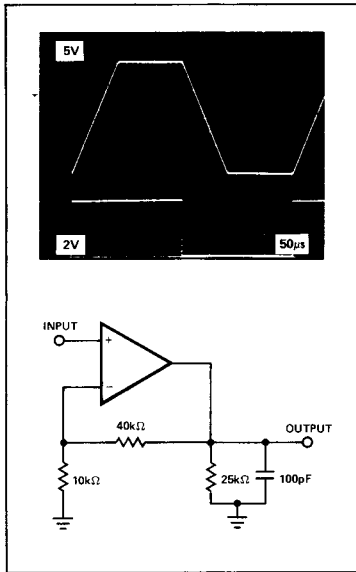 5V
2V
50µs
INPUT
+
−
40kΩ
OUTPUT
10kΩ
25kΩ
100pF